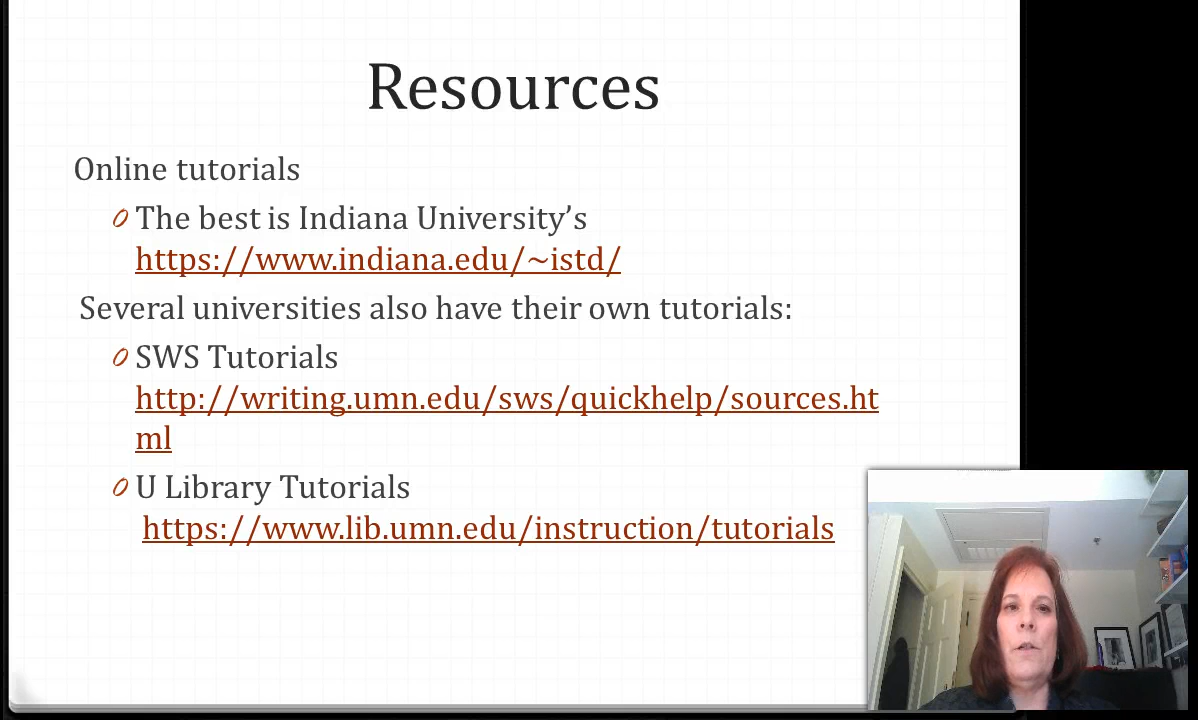 Resources
Online tutorials
The best is Indiana University’s
https://www.indiana.edu/~istd/
Several universities also have their own tutorials:
SWS Tutorials
http://writing.umn.edu/sws/quickhelp/sources.ht
ml
U Library Tutorials
https://www.lib.umn.edu/instruction/tutorials